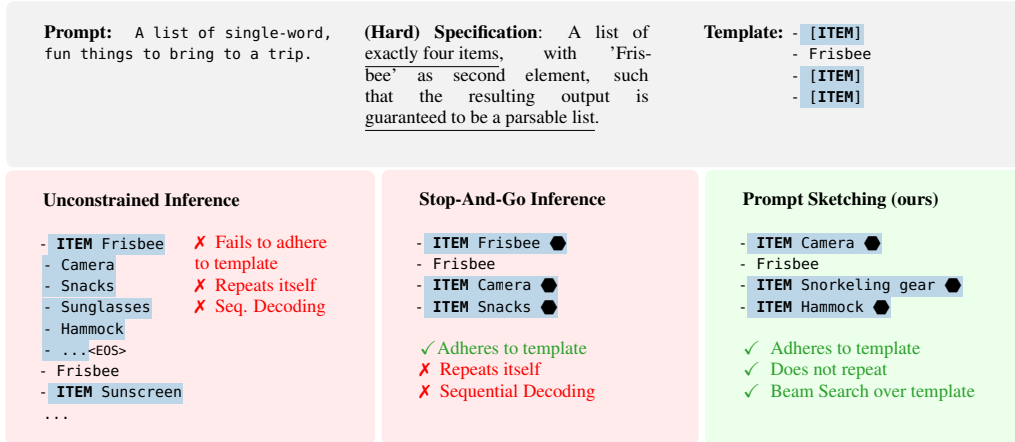 Prompt: A list of single-word,
fun things to bring to a trip.
(Hard) Specification: A list of
exactly four items, with 'Fris-
bee' as second element, such
that the resulting output is
guaranteed to be a parsable list.
Template: - [ITEM]
- Frisbee
- [ITEM]
- [ITEM]
Unconstrained Inference
- ITEM Frisbee
- Camera
- Snacks
- Sunglasses
- Hammock
- ...<EOS>
- Frisbee
- ITEM Sunscreen
...
✗ Fails to adhere
to template
✗ Repeats itself
✗ Seq. Decoding
Stop-And-Go Inference
- ITEM Frisbee ⬣
- Frisbee
- ITEM Camera ⬣
- ITEM Snacks ⬣
✓ Adheres to template
✗ Repeats itself
✗ Sequential Decoding
Prompt Sketching (ours)
- ITEM Camera ⬣
- Frisbee
- ITEM Snorkeling gear ⬣
- ITEM Hammock ⬣
✓ Adheres to template
✓ Does not repeat
✓ Beam Search over template